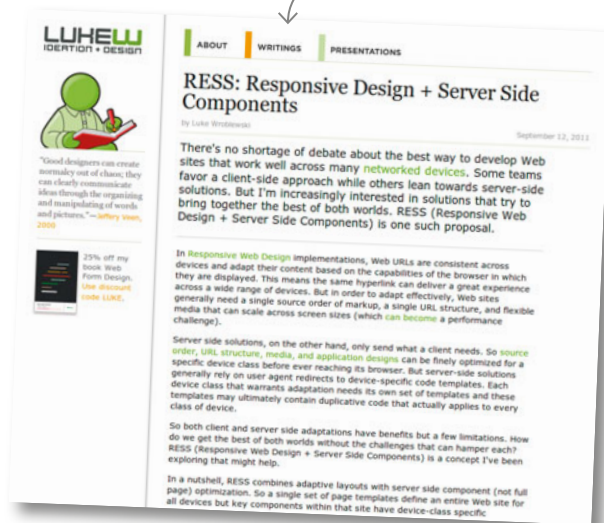 LUKEW
IDEATION + DESIGN
ABOUT
WRITINGS
PRESENTATIONS
RESS: Responsive Design + Server Side
Components
by Luke Wroblewski
September 12, 2011
There's no shortage of debate about the best way to develop Web
sites that work well across many networked devices. Some teams
favor a client-side approach while others lean towards server-side
solutions. But I'm increasingly interested in solutions that try to
bring together the best of both worlds. RESS (Responsive Web
Design + Server Side Components) is one such proposal.
"Good designers can create
normalcy out of chaos; they
can clearly communicate
ideas through the organizing
and manipulating of words
and pictures."— Jeffery Veen,
2000
25% off my
book Web
Form Design.
Use discount
code LUKE.
In Responsive Web Design implementations, Web URLs are consistent across
devices and adapt their content based on the capabilities of the browser in which
they are displayed. This means the same hyperlink can deliver a great experience
across a wide range of devices. But in order to adapt effectively, Web sites
generally need a single source order of markup, a single URL structure, and flexible
media that can scale across screen sizes (which can become a performance
challenge).
Server side solutions, on the other hand, only send what a client needs. So source
order, URL structure, media, and application designs can be finely optimized for a
specific device class before ever reaching its browser. But server-side solutions
generally rely on user agent redirects to device-specific code templates. Each
device class that warrants adaptation needs its own set of templates and these
templates may ultimately contain duplicative code that actually applies to every
class of device.
So both client and server side adaptations have benefits but a few limitations. How
do we get the best of both worlds without the challenges that can hamper each?
RESS (Responsive Web Design + Server Side Components) is a concept I've been
exploring that might help.
In a nutshell, RESS combines adaptive layouts with server side component (not full
page) optimization. So a single set of page templates define an entire Web site for
all devices but key components within that site have device-class specific